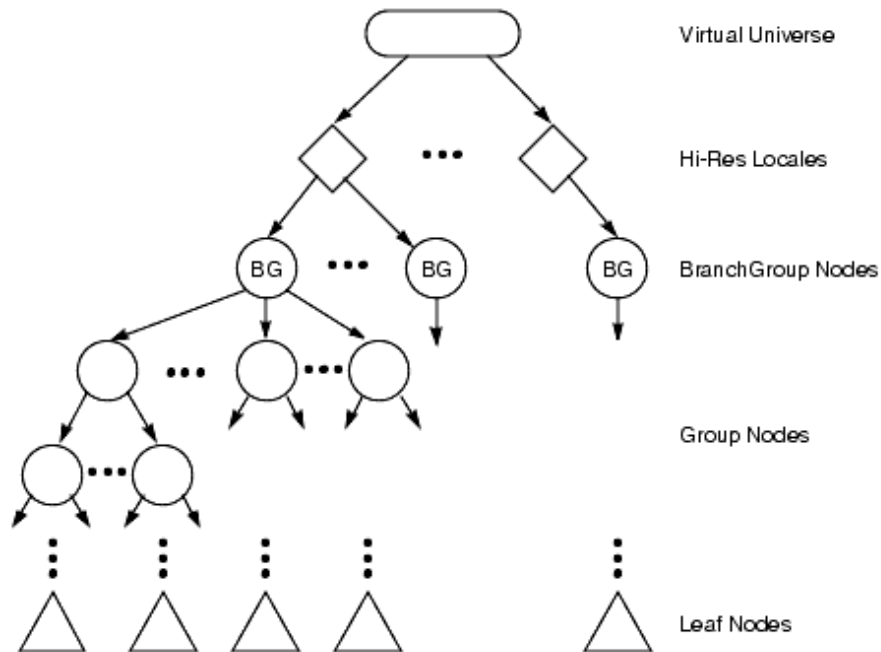 Virtual Universe
Hi-Res Locales
BG BG BG BranchGroup Nodes
Group Nodes
Leaf Nodes